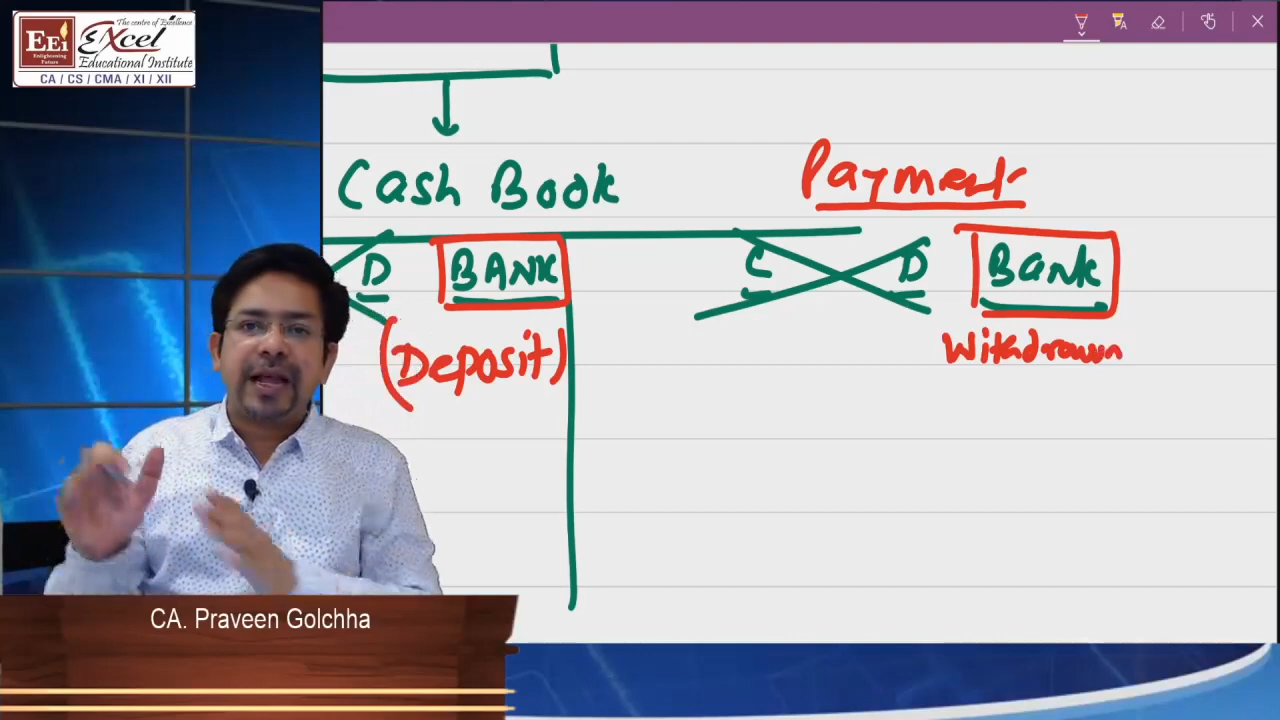 The centre of Excellence
EEi
Enlightening
Future
Excel
Educational Institute
CA / CS / CMA / XI / XII
Cash Book
Payment
D BANK C D Bank
(Deposit)
Withdrawn
CA. Praveen Golchha